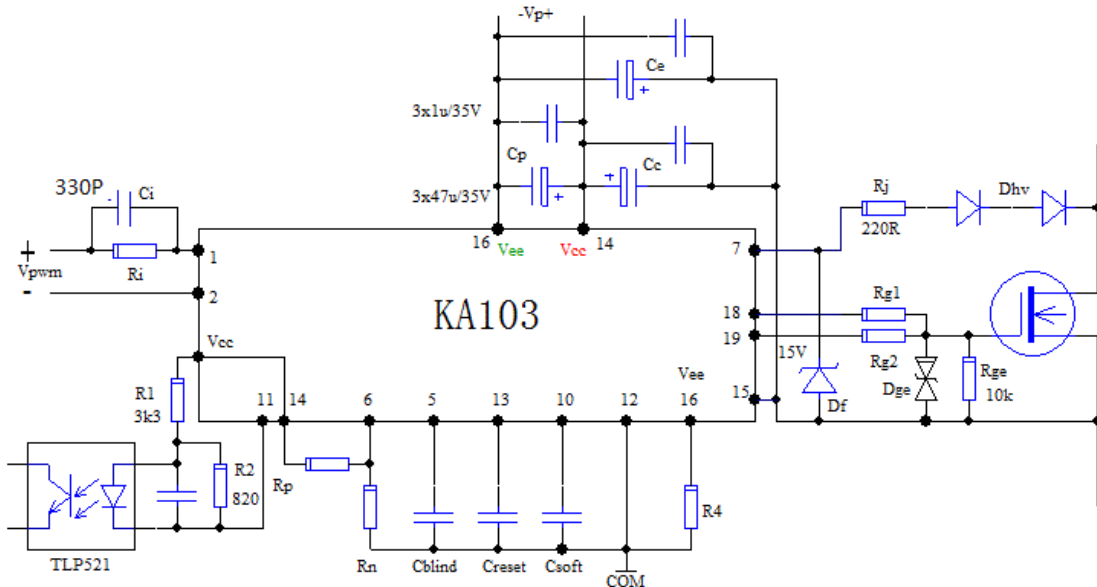 -Vp+
Ce
+
3x1u/35V
Cp
+
+
Cc
3x47u/35V
330P
Ci
Rj
Dhv
220R
16
Vee
Vcc
14
1
7
+
Vpwm
-
Ri
2
KA103
18
Rg1
19
Vcc
15V
Rg2
Vee
Dge
Rge
10k
R1
3k3
11
14
6
5
13
10
12
16
15
Df
R2
820
Rp
R4
TLP521
Rn
Cblind
Creset
Csoft
COM